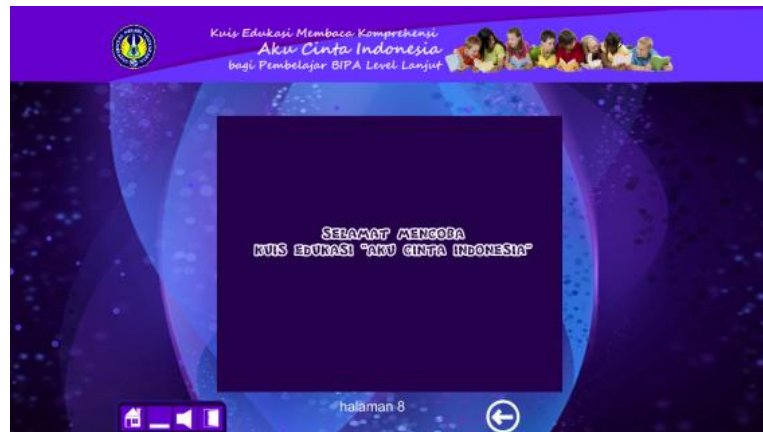 Kuis Edukasi Membaca Komprehensi
Aku Cinta Indonesia
bagi Pembelajar BIPA Level Lanjut
SELAMAT MENCOBA
KUIS EDUKASI "AKU CINTA INDONESIA"
halaman 8